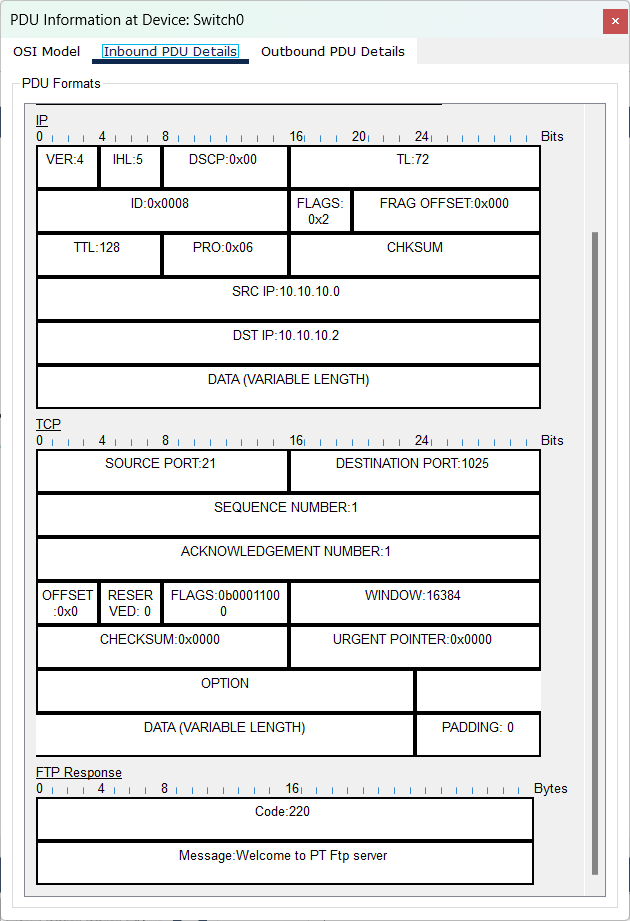 PDU Information at Device: Switch0
OSI Model Inbound PDU Details Outbound PDU Details
PDU Formats
IP
0 4 8 16 20 24 Bits
VER:4 IHL:5 DSCP:0x00 TL:72
ID:0x0008 FLAGS: FRAG OFFSET:0x000
0x2
TTL:128 PRO:0x06 CHKSUM
SRC IP:10.10.10.0
DST IP:10.10.10.2
DATA (VARIABLE LENGTH)
TCP
0 4 8 16 24 Bits
SOURCE PORT:21 DESTINATION PORT:1025
SEQUENCE NUMBER:1
ACKNOWLEDGEMENT NUMBER:1
OFFSET RESER FLAGS:0b0001100 WINDOW:16384
:0x0 VED: 0 0
CHECKSUM:0x0000 URGENT POINTER:0x0000
OPTION
DATA (VARIABLE LENGTH) PADDING: 0
FTP Response
0 4 8 16 Bytes
Code:220
Message:Welcome to PT Ftp server